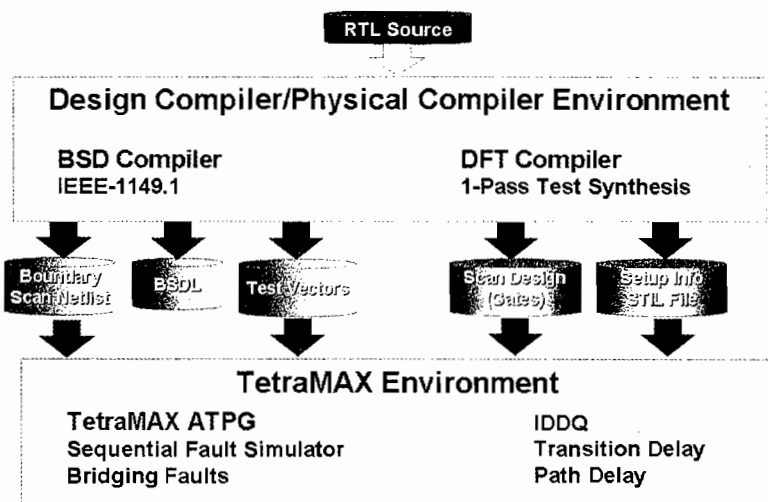 RTL Source
Design Compiler/Physical Compiler Environment
BSD Compiler
IEEE-1149.1
DFT Compiler
1-Pass Test Synthesis
Boundary
Scan Netlist
BSDL
Test Vectors
Scan Design
(Gates)
Setup Info
STIL File
TetraMAX Environment
TetraMAX ATPG
Sequential Fault Simulator
Bridging Faults
IDDQ
Transition Delay
Path Delay